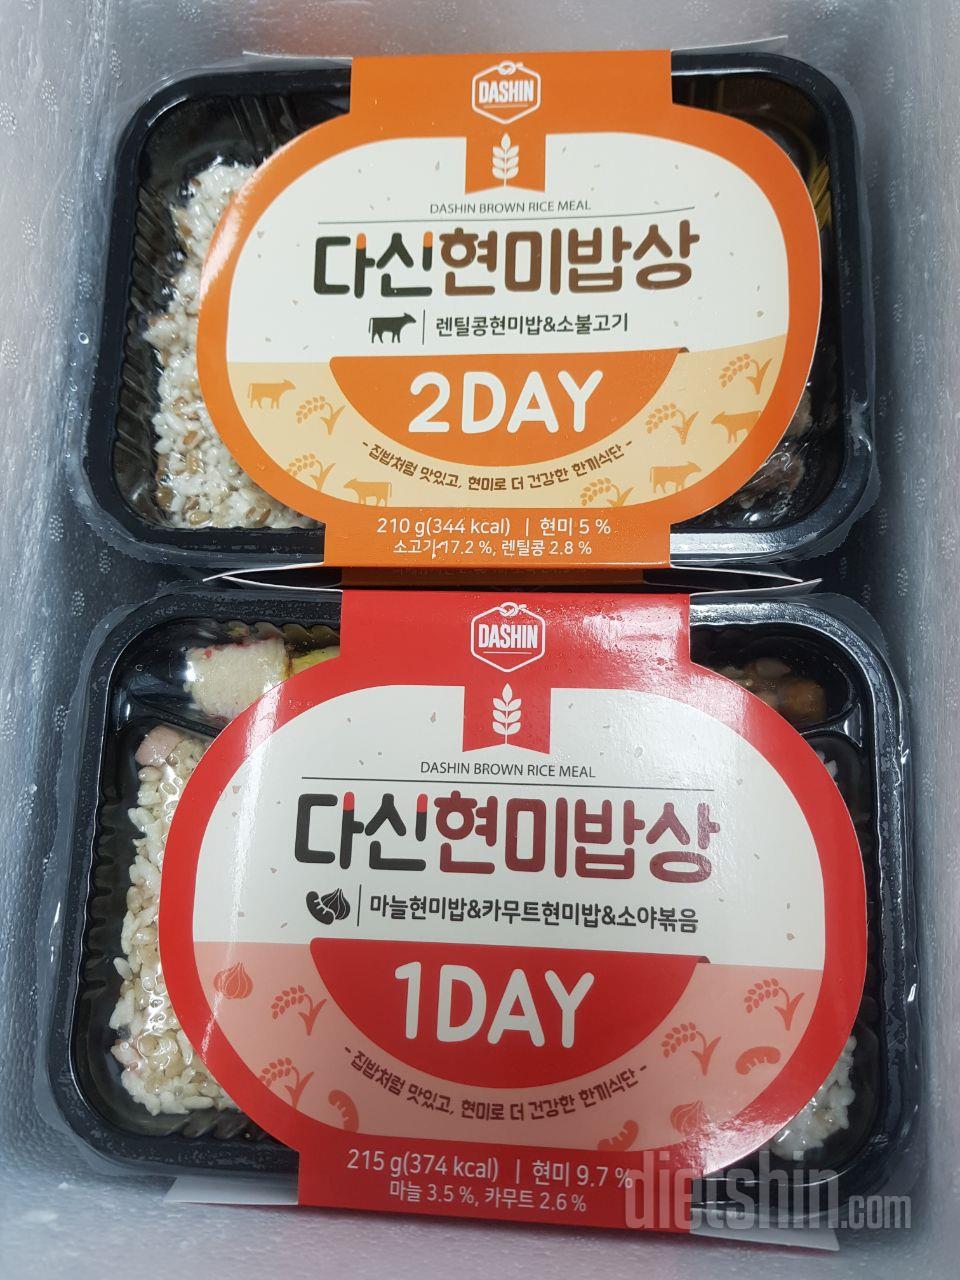 DASHIN
DASHIN BROWN RICE MEAL
다신현미밥상
렌틸콩현미밥&소불고기
2DAY
- 집밥처럼 맛있고, 현미로 더 건강한 한끼식단 -
210 g(344 kcal) | 현미 5 %
소고기 17.2 %, 렌틸콩 2.8 %
DASHIN
DASHIN BROWN RICE MEAL
다신현미밥상
마늘현미밥&카무트현미밥&소야볶음
1DAY
- 집밥처럼 맛있고, 현미로 더 건강한 한끼식단 -
215 g(374 kcal) | 현미 9.7 %
마늘 3.5 %, 카무트 2.6 %
dietshin.com